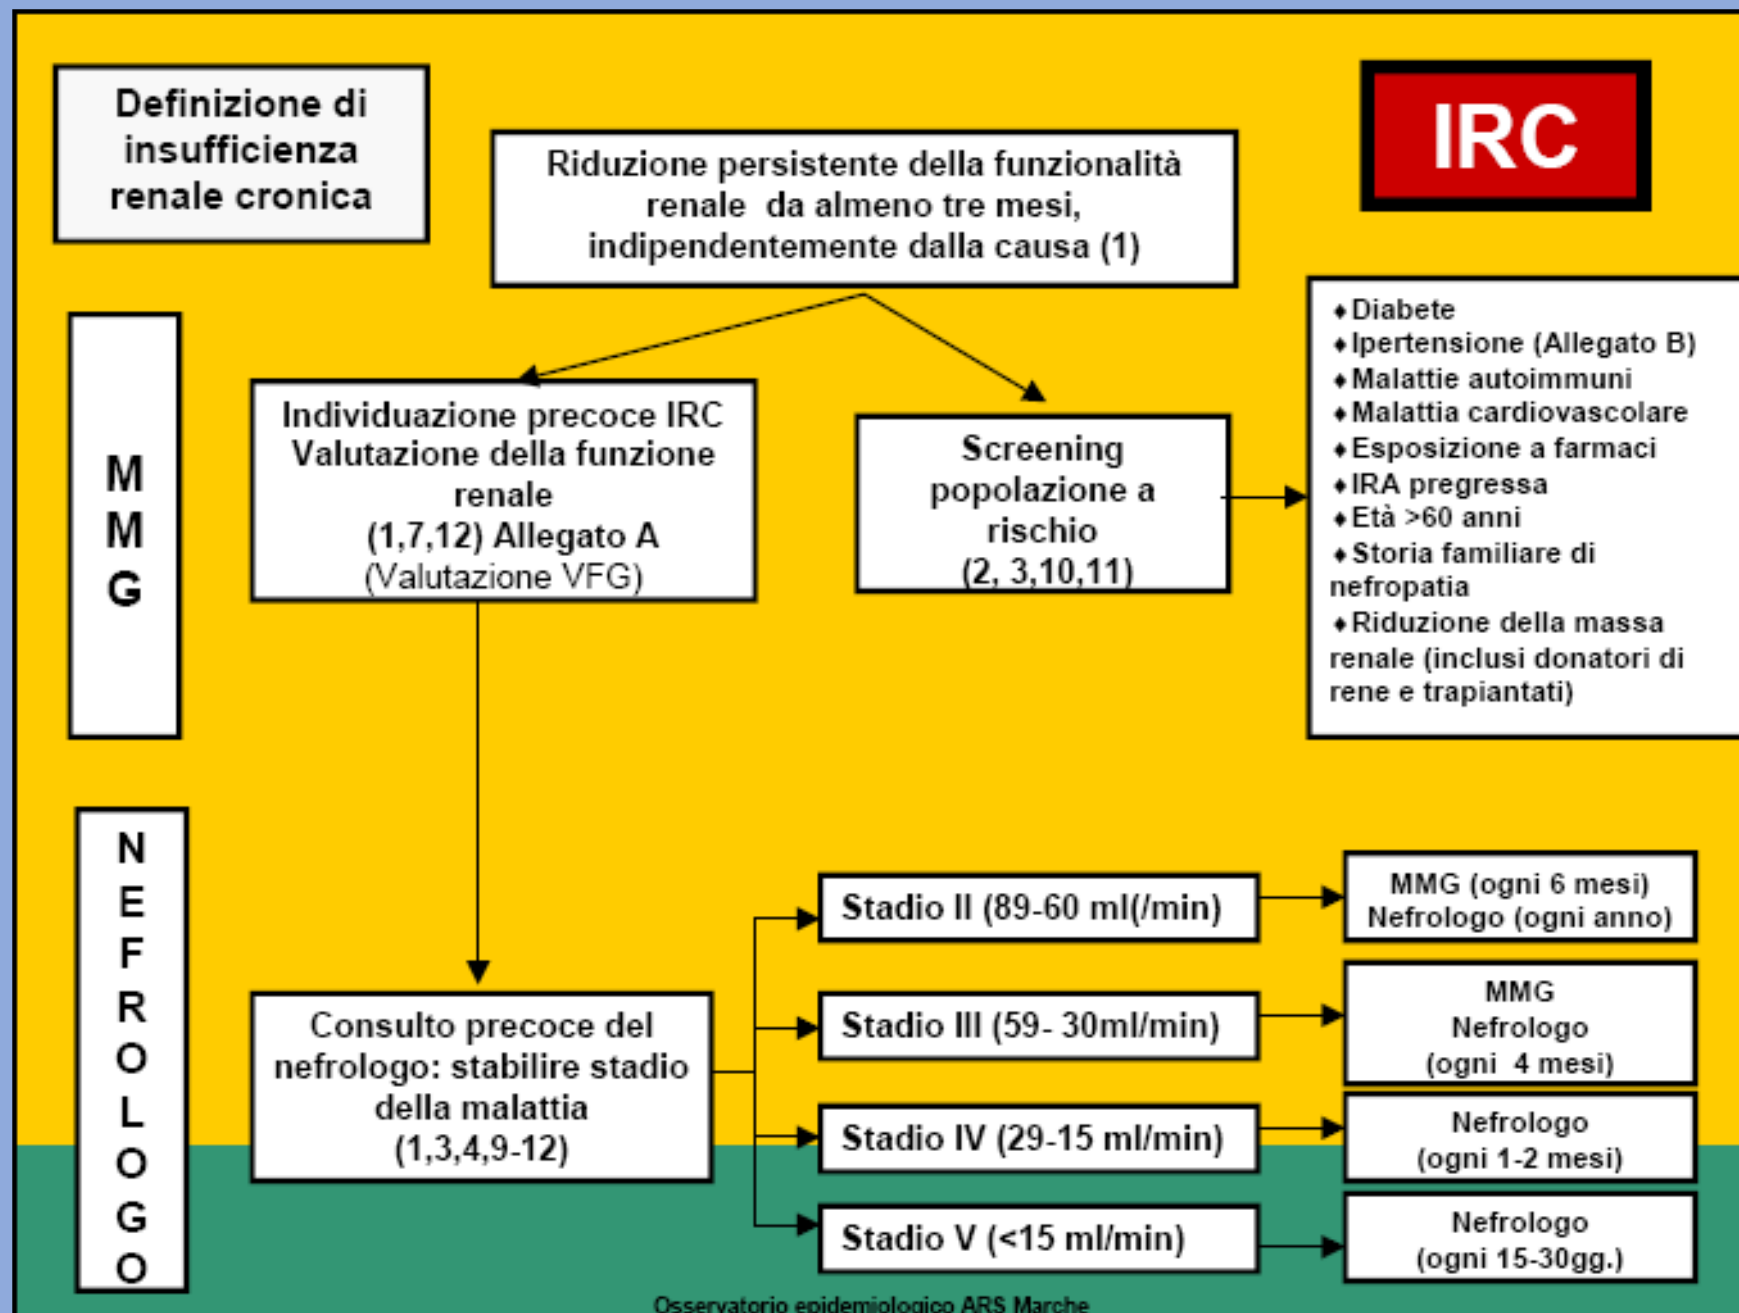 Definizione di
insufficienza
renale cronica
IRC
Riduzione persistente della funzionalità
renale da almeno tre mesi,
indipendentemente dalla causa (1)
M
M
G
Individuazione precoce IRC
Valutazione della funzione
renale
(1,7,12) Allegato A
(Valutazione VFG)
Screening
popolazione a
rischio
(2, 3,10,11)
♦Diabete
♦Ipertensione (Allegato B)
♦Malattie autoimmuni
♦Malattia cardiovascolare
♦Esposizione a farmaci
♦IRA pregressa
♦Età >60 anni
♦Storia familiare di
nefropatia
♦Riduzione della massa
renale (inclusi donatori di
rene e trapiantati)
N
E
F
R
O
L
O
G
O
Consulto precoce del
nefrologo: stabilire stadio
della malattia
(1,3,4,9-12)
Stadio II (89-60 ml(/min)
MMG (ogni 6 mesi)
Nefrologo (ogni anno)
Stadio III (59- 30ml/min)
MMG
Nefrologo
(ogni 4 mesi)
Stadio IV (29-15 ml/min)
Nefrologo
(ogni 1-2 mesi)
Stadio V (<15 ml/min)
Nefrologo
(ogni 15-30gg.)
Osservatorio epidemiologico ARS Marche